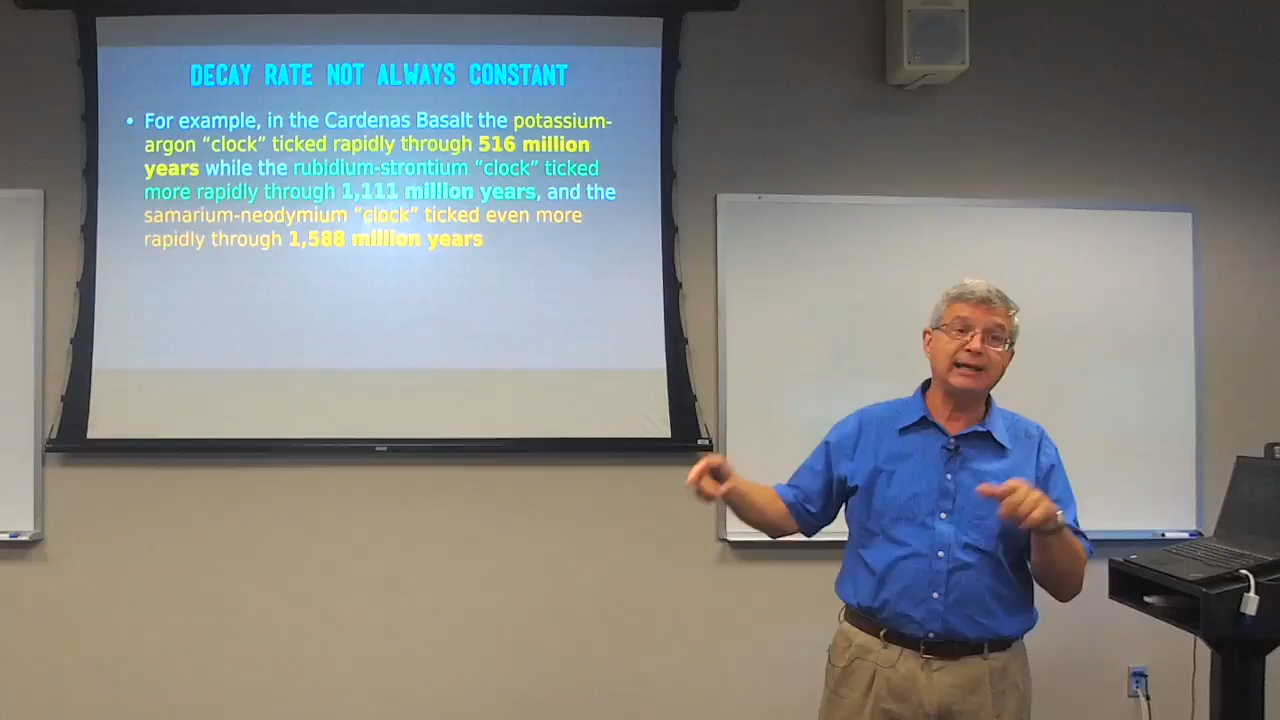 DECAY RATE NOT ALWAYS CONSTANT
• For example, in the Cardenas Basalt the potassium-
argon “clock” ticked rapidly through 516 million
years while the rubidium-strontium “clock” ticked
more rapidly through 1,111 million years, and the
samarium-neodymium “clock” ticked even more
rapidly through 1,588 million years